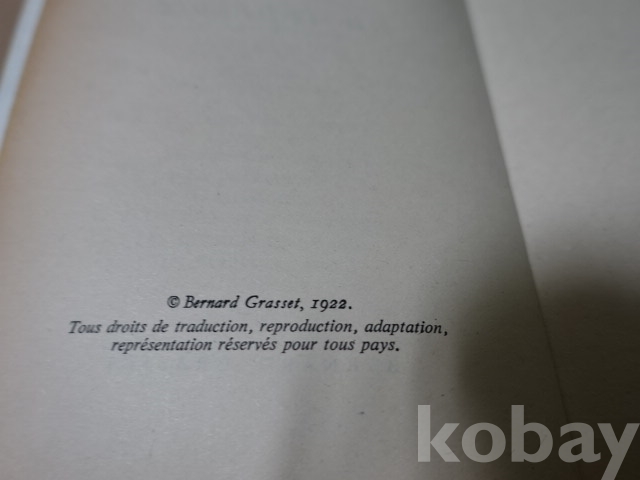 © Bernard Grasset, 1922.
Tous droits de traduction, reproduction, adaptation,
représentation réservés pour tous pays.
kobay